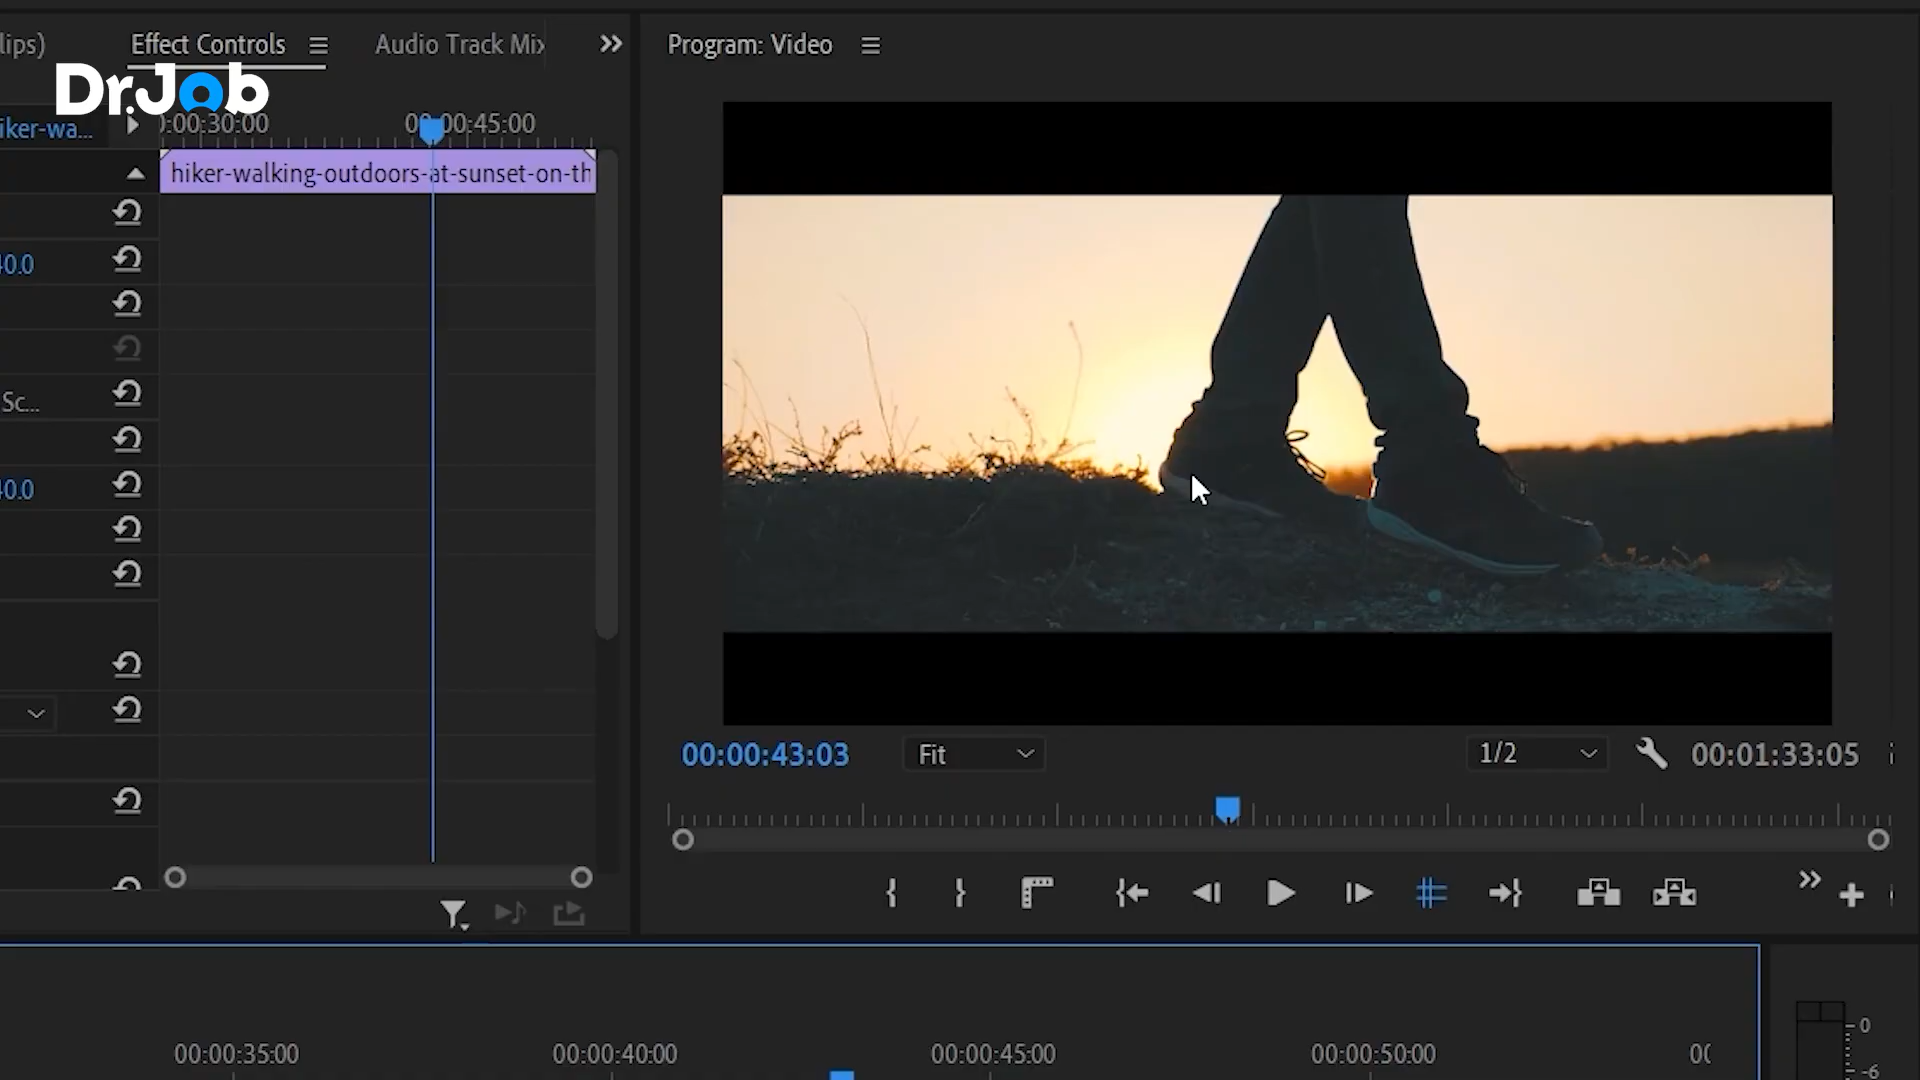 lips)
Effect Controls
Audio Track Mix
Program: Video
Dr.Job
iker-wa...
0:00:30:00
00:00:45:00
hiker-walking-outdoors-at-sunset-on-th
40.0
Sc...
40.0
00:00:43:03
Fit
1/2
00:01:33:05
00:00:35:00
00:00:40:00
00:00:45:00
00:00:50:00
00
0
-6